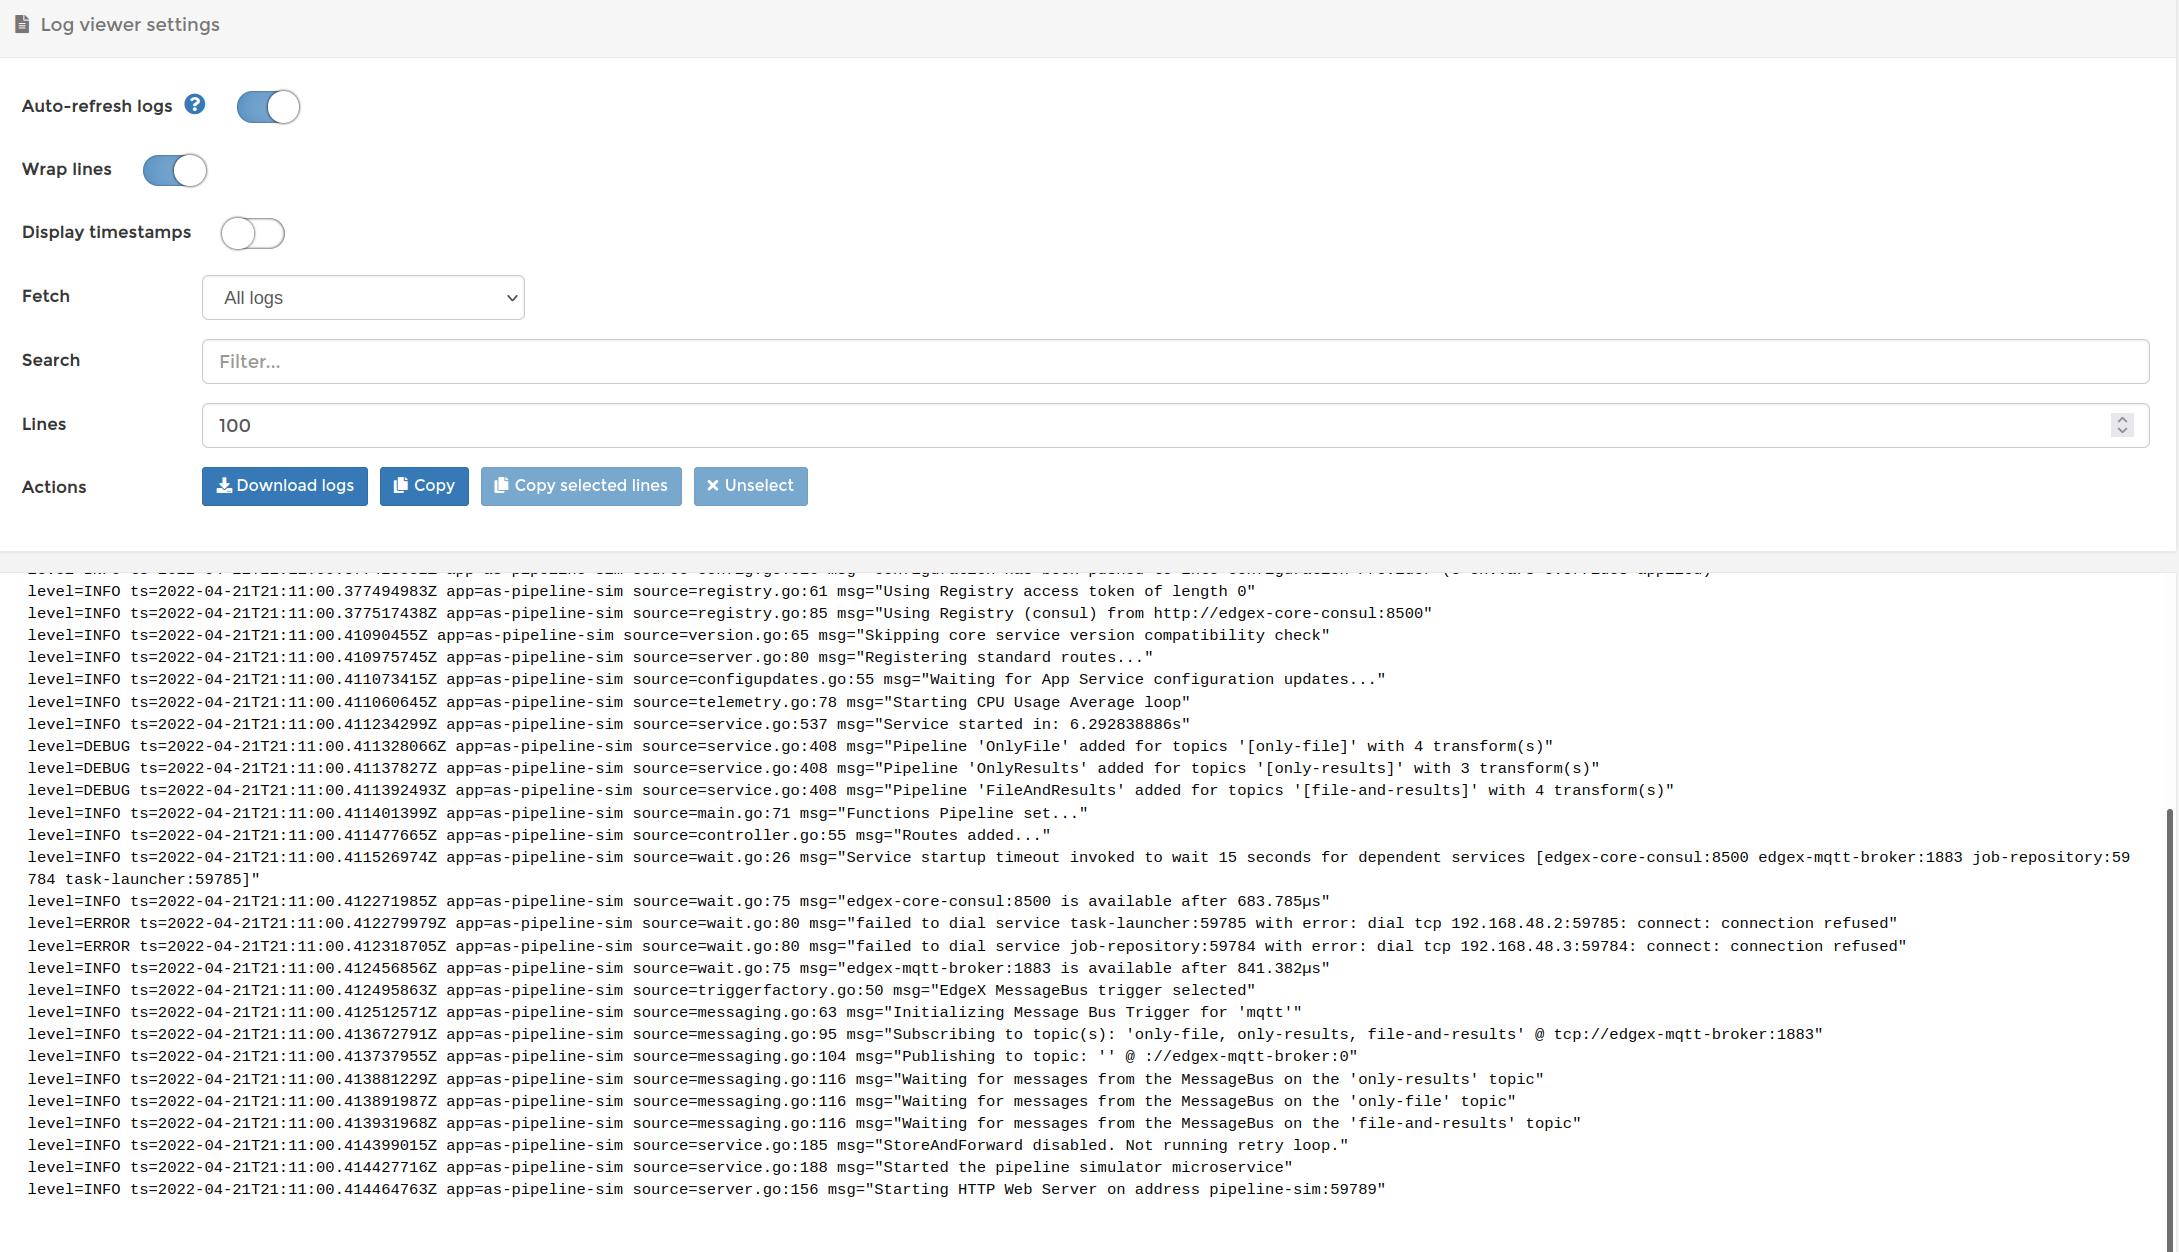 Log viewer settings
Auto-refresh logs
Wrap lines
Display timestamps
Fetch All logs
Search Filter...
Lines 100
Actions Download logs Copy Copy selected lines Unselect
level=INFO ts=2022-04-21T21:11:00.377494983Z app=as-pipeline-sim source=registry.go:61 msg="Using Registry access token of length 0"
level=INFO ts=2022-04-21T21:11:00.377517438Z app=as-pipeline-sim source=registry.go:85 msg="Using Registry (consul) from http://edgex-core-consul:8500"
level=INFO ts=2022-04-21T21:11:00.41090455Z app=as-pipeline-sim source=version.go:65 msg="Skipping core service version compatibility check"
level=INFO ts=2022-04-21T21:11:00.410975745Z app=as-pipeline-sim source=server.go:80 msg="Registering standard routes..."
level=INFO ts=2022-04-21T21:11:00.411073415Z app=as-pipeline-sim source=configupdates.go:55 msg="Waiting for App Service configuration updates..."
level=INFO ts=2022-04-21T21:11:00.411060645Z app=as-pipeline-sim source=telemetry.go:78 msg="Starting CPU Usage Average loop"
level=INFO ts=2022-04-21T21:11:00.411234299Z app=as-pipeline-sim source=service.go:537 msg="Service started in: 6.292838886s"
level=DEBUG ts=2022-04-21T21:11:00.411328066Z app=as-pipeline-sim source=service.go:408 msg="Pipeline 'OnlyFile' added for topics '[only-file]' with 4 transform(s)"
level=DEBUG ts=2022-04-21T21:11:00.41137827Z app=as-pipeline-sim source=service.go:408 msg="Pipeline 'OnlyResults' added for topics '[only-results]' with 3 transform(s)"
level=DEBUG ts=2022-04-21T21:11:00.411392493Z app=as-pipeline-sim source=service.go:408 msg="Pipeline 'FileAndResults' added for topics '[file-and-results]' with 4 transform(s)"
level=INFO ts=2022-04-21T21:11:00.411401399Z app=as-pipeline-sim source=main.go:71 msg="Functions Pipeline set..."
level=INFO ts=2022-04-21T21:11:00.411477665Z app=as-pipeline-sim source=controller.go:55 msg="Routes added..."
level=INFO ts=2022-04-21T21:11:00.411526974Z app=as-pipeline-sim source=wait.go:26 msg="Service startup timeout invoked to wait 15 seconds for dependent services [edgex-core-consul:8500 edgex-mqtt-broker:1883 job-repository:59
784 task-launcher:59785]"
level=INFO ts=2022-04-21T21:11:00.412271985Z app=as-pipeline-sim source=wait.go:75 msg="edgex-core-consul:8500 is available after 683.785µs"
level=ERROR ts=2022-04-21T21:11:00.412279979Z app=as-pipeline-sim source=wait.go:80 msg="failed to dial service task-launcher:59785 with error: dial tcp 192.168.48.2:59785: connect: connection refused"
level=ERROR ts=2022-04-21T21:11:00.412318705Z app=as-pipeline-sim source=wait.go:80 msg="failed to dial service job-repository:59784 with error: dial tcp 192.168.48.3:59784: connect: connection refused"
level=INFO ts=2022-04-21T21:11:00.412456856Z app=as-pipeline-sim source=wait.go:75 msg="edgex-mqtt-broker:1883 is available after 841.382µs"
level=INFO ts=2022-04-21T21:11:00.412495863Z app=as-pipeline-sim source=triggerfactory.go:50 msg="EdgeX MessageBus trigger selected"
level=INFO ts=2022-04-21T21:11:00.412512571Z app=as-pipeline-sim source=messaging.go:63 msg="Initializing Message Bus Trigger for 'mqtt'"
level=INFO ts=2022-04-21T21:11:00.413672791Z app=as-pipeline-sim source=messaging.go:95 msg="Subscribing to topic(s): 'only-file, only-results, file-and-results' @ tcp://edgex-mqtt-broker:1883"
level=INFO ts=2022-04-21T21:11:00.413737955Z app=as-pipeline-sim source=messaging.go:104 msg="Publishing to topic: '' @ ://edgex-mqtt-broker:0"
level=INFO ts=2022-04-21T21:11:00.413881229Z app=as-pipeline-sim source=messaging.go:116 msg="Waiting for messages from the MessageBus on the 'only-results' topic"
level=INFO ts=2022-04-21T21:11:00.413891987Z app=as-pipeline-sim source=messaging.go:116 msg="Waiting for messages from the MessageBus on the 'only-file' topic"
level=INFO ts=2022-04-21T21:11:00.413931968Z app=as-pipeline-sim source=messaging.go:116 msg="Waiting for messages from the MessageBus on the 'file-and-results' topic"
level=INFO ts=2022-04-21T21:11:00.414399015Z app=as-pipeline-sim source=service.go:185 msg="StoreAndForward disabled. Not running retry loop."
level=INFO ts=2022-04-21T21:11:00.414427716Z app=as-pipeline-sim source=service.go:188 msg="Started the pipeline simulator microservice"
level=INFO ts=2022-04-21T21:11:00.414464763Z app=as-pipeline-sim source=server.go:156 msg="Starting HTTP Web Server on address pipeline-sim:59789"